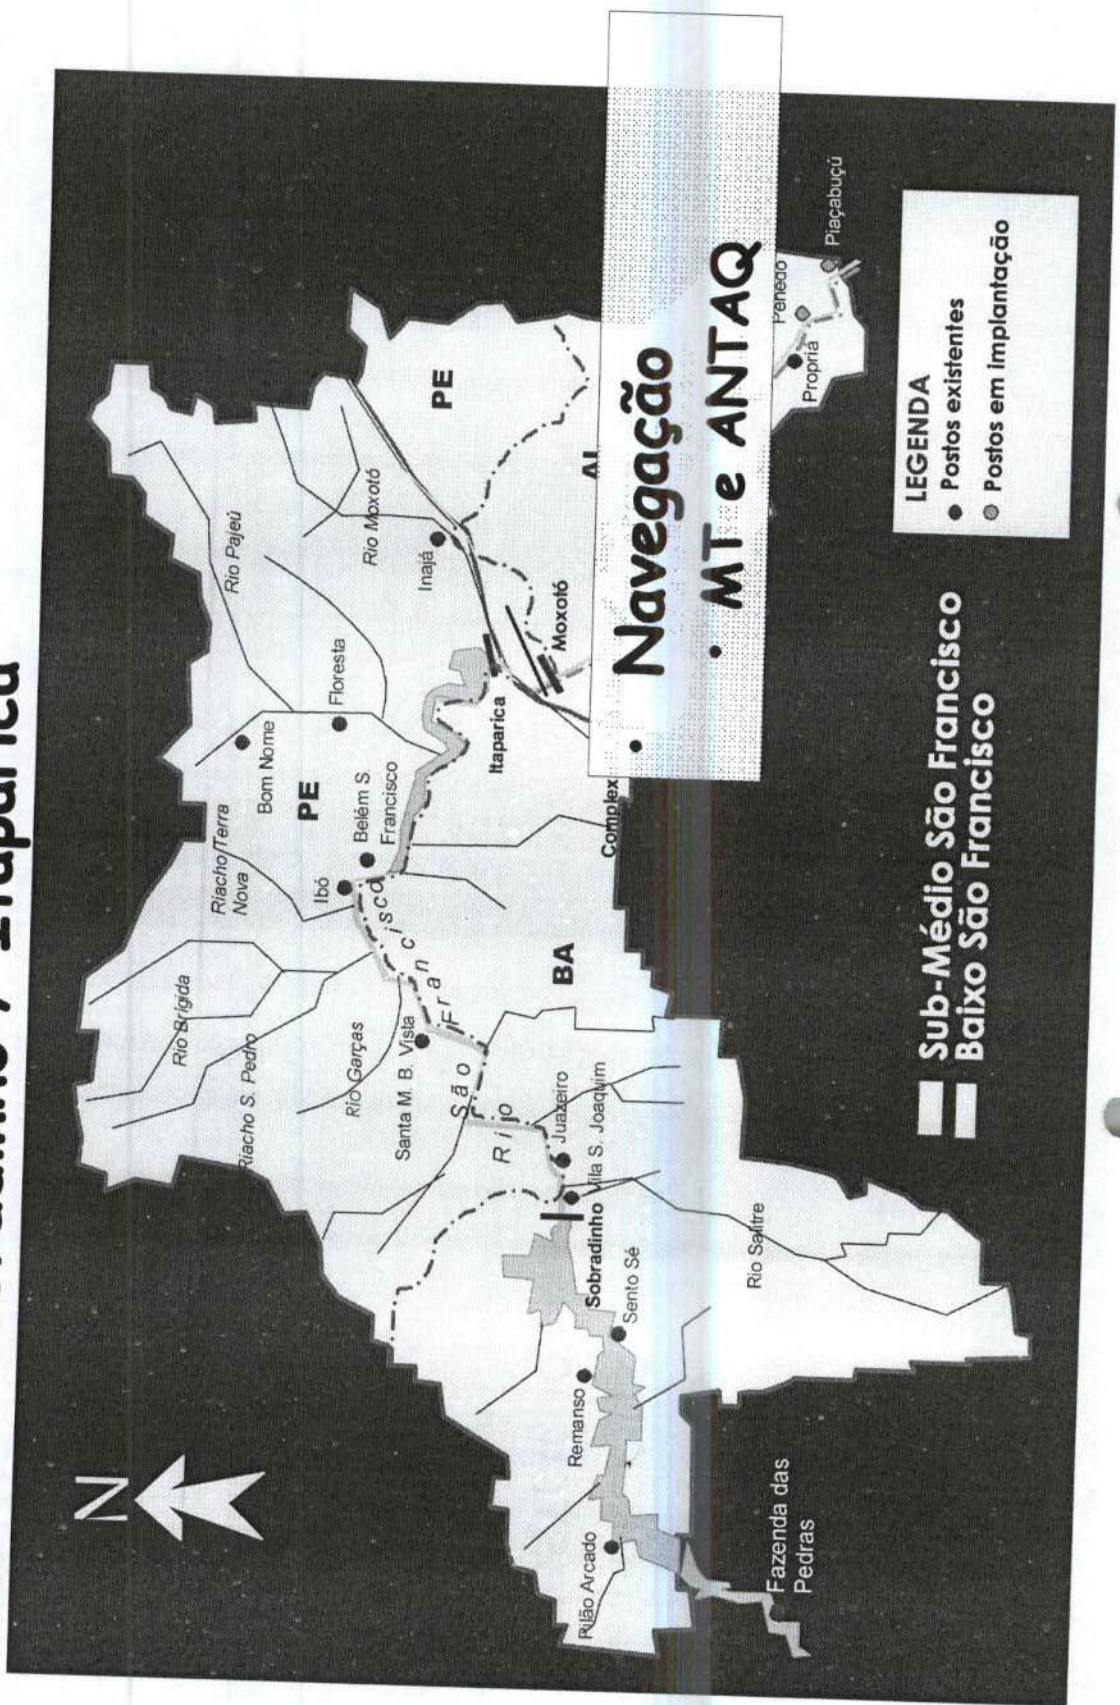 / Itaparica
N
Rio Brígida
Riacho S. Pedro
Rio Garças
Riacho Terra
Nova
Bom Nome
PE
Ibó
Belém S.
Francisco
Floresta
Rio Pajeú
Rio Moxotó
Inajá
PE
Santa M. B. Vista
Rio São Francisco
Itaparica
Moxotó
AL
BA
Juazeiro
Vila S. Joaquim
Sobradinho
Sento Sé
Remanso
Pilão Arcado
Rio Salitre
Fazenda das
Pedras
• Navegação
• MT e ANTAQ
Penedo
Propria
Piaçabuçú
LEGENDA
Postos existentes
Postos em implantação
Sub-Médio São Francisco
Baixo São Francisco